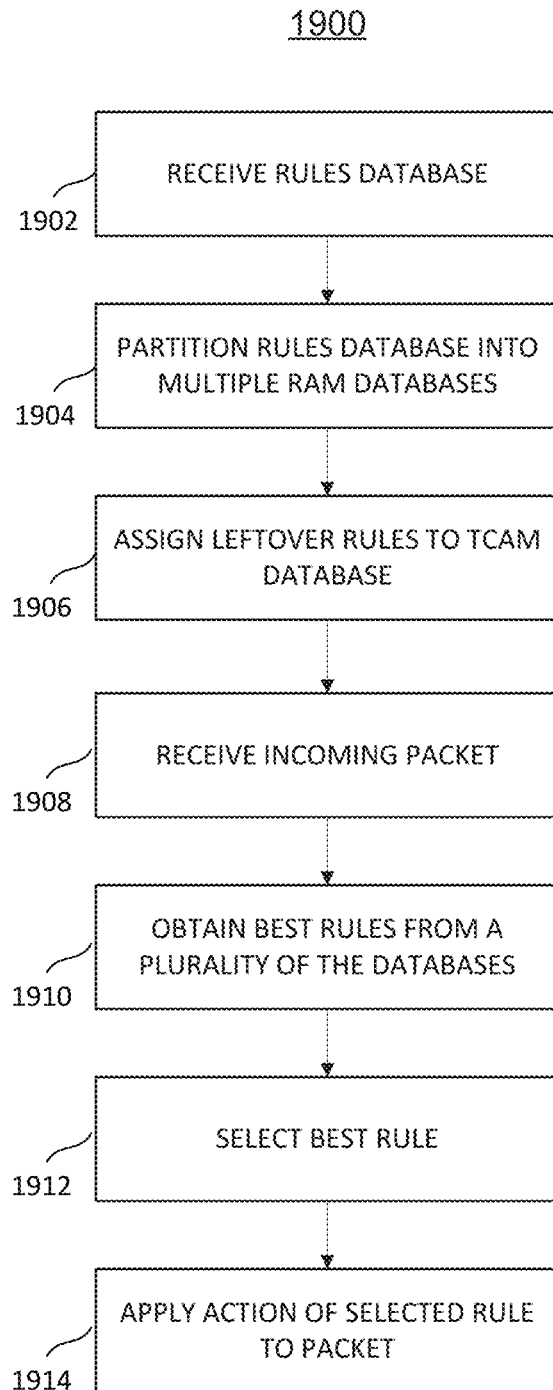 1900
RECEIVE RULES DATABASE
1902
PARTITION RULES DATABASE INTO
MULTIPLE RAM DATABASES
1904
ASSIGN LEFTOVER RULES TO TCAM
DATABASE
1906
RECEIVE INCOMING PACKET
1908
OBTAIN BEST RULES FROM A
PLURALITY OF THE DATABASES
1910
SELECT BEST RULE
1912
APPLY ACTION OF SELECTED RULE
TO PACKET
1914